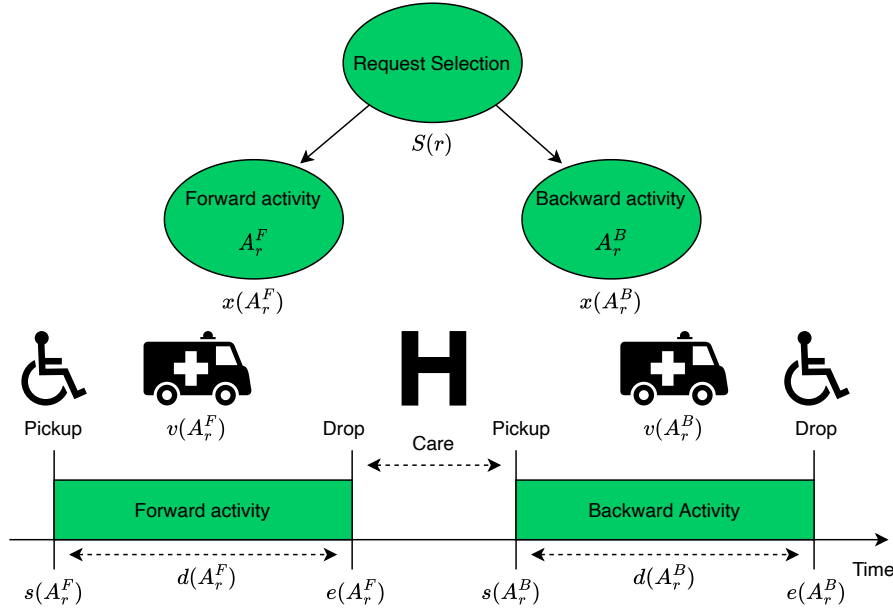 Request Selection
S(r)
Forward activity
A_r^F
x(A_r^F)
Backward activity
A_r^B
x(A_r^B)
Pickup
v(A_r^F)
Drop
Care
Pickup
v(A_r^B)
Drop
Forward activity
Backward Activity
Time
d(A_r^F)
d(A_r^B)
s(A_r^F)
e(A_r^F)
s(A_r^B)
e(A_r^B)